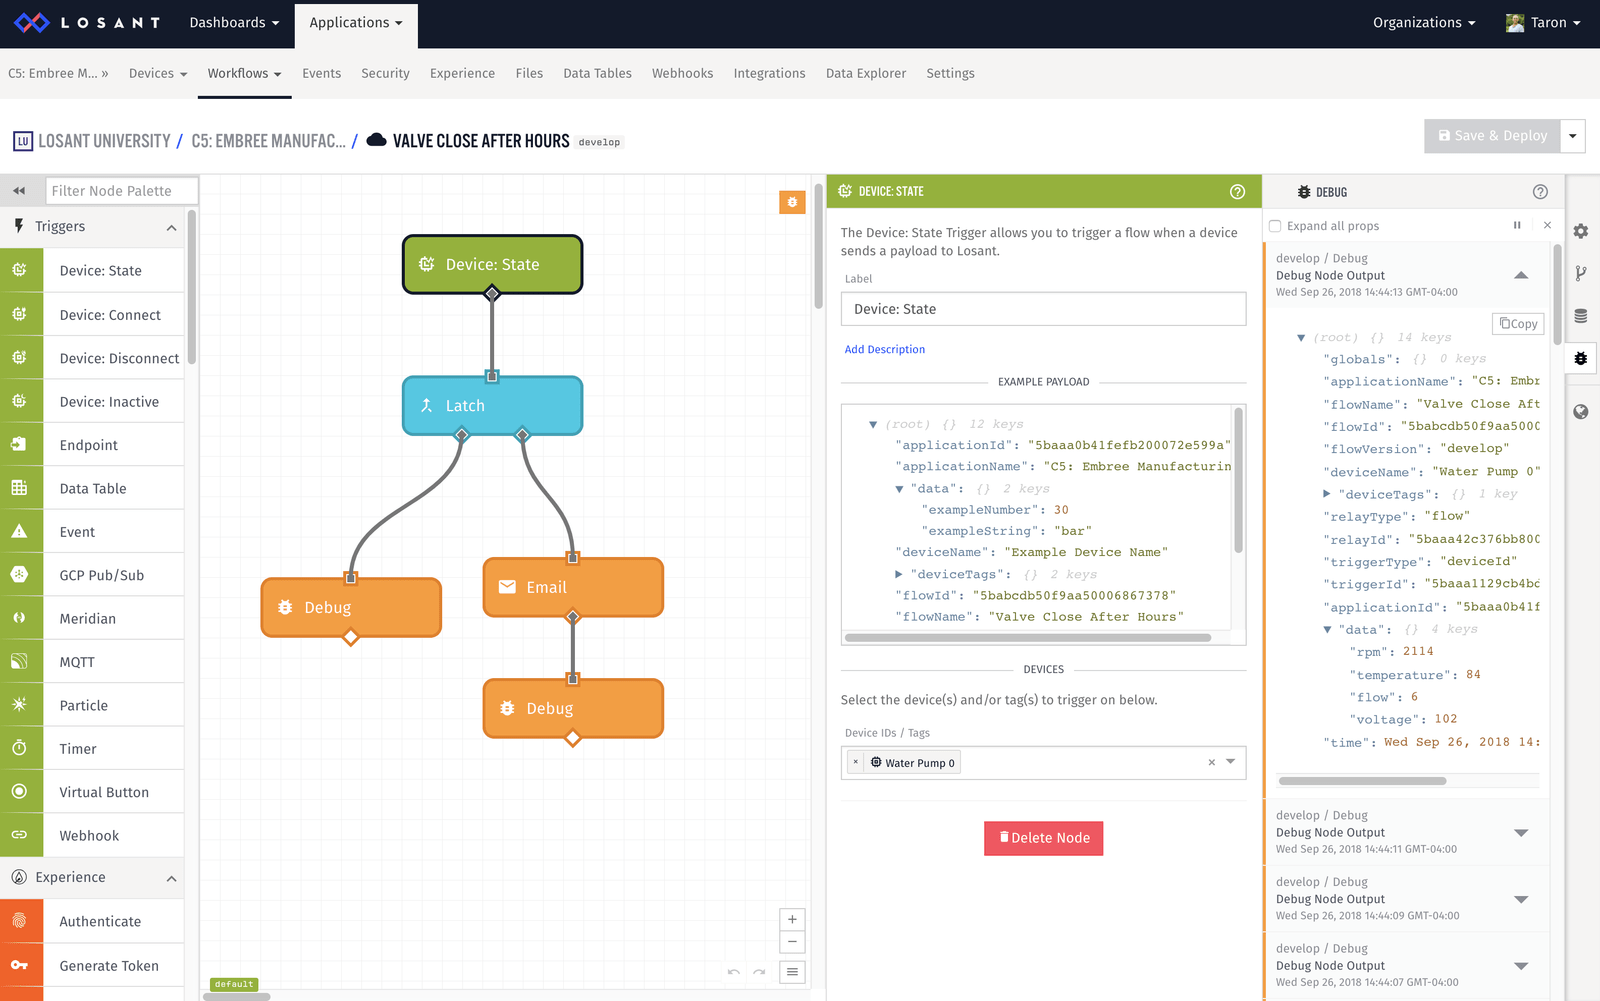 LOSANT
Dashboards
Applications
Organizations
Taron
C5: Embree M... »
Devices
Workflows
Events
Security
Experience
Files
Data Tables
Webhooks
Integrations
Data Explorer
Settings
LU LOSANT UNIVERSITY / C5: EMBREE MANUFAC... / VALVE CLOSE AFTER HOURS develop
Save & Deploy
Filter Node Palette
Triggers
Device: State
Device: Connect
Device: Disconnect
Device: Inactive
Endpoint
Data Table
Event
GCP Pub/Sub
Meridian
MQTT
Particle
Timer
Virtual Button
Webhook
Experience
Authenticate
Generate Token
Device: State
Latch
Debug
Email
Debug
default
DEVICE: STATE
The Device: State Trigger allows you to trigger a flow when a device
sends a payload to Losant.
Label
Device: State
Add Description
EXAMPLE PAYLOAD
(root) {} 12 keys
"applicationId": "5baaa0b41fefb200072e599a"
"applicationName": "C5: Embree Manufacturin
"data": {} 2 keys
"exampleNumber": 30
"exampleString": "bar"
"deviceName": "Example Device Name"
"deviceTags": {} 2 keys
"flowId": "5babcdb50f9aa50006867378"
"flowName": "Valve Close After Hours"
DEVICES
Select the device(s) and/or tag(s) to trigger on below.
Device IDs / Tags
× Water Pump 0 ×
Delete Node
DEBUG
Expand all props
develop / Debug
Debug Node Output
Wed Sep 26, 2018 14:44:13 GMT-04:00
Copy
(root) {} 14 keys
"globals": {} 0 keys
"applicationName": "C5: Embr
"flowName": "Valve Close Aft
"flowId": "5babcdb50f9aa5000
"flowVersion": "develop"
"deviceName": "Water Pump 0"
"deviceTags": {} 1 key
"relayType": "flow"
"relayId": "5baaa42c376bb800
"triggerType": "deviceId"
"triggerId": "5baaa1129cb4bd
"applicationId": "5baaa0b41f
"data": {} 4 keys
"rpm": 2114
"temperature": 84
"flow": 6
"voltage": 102
"time": Wed Sep 26, 2018 14:
develop / Debug
Debug Node Output
Wed Sep 26, 2018 14:44:11 GMT-04:00
develop / Debug
Debug Node Output
Wed Sep 26, 2018 14:44:09 GMT-04:00
develop / Debug
Debug Node Output
Wed Sep 26, 2018 14:44:07 GMT-04:00